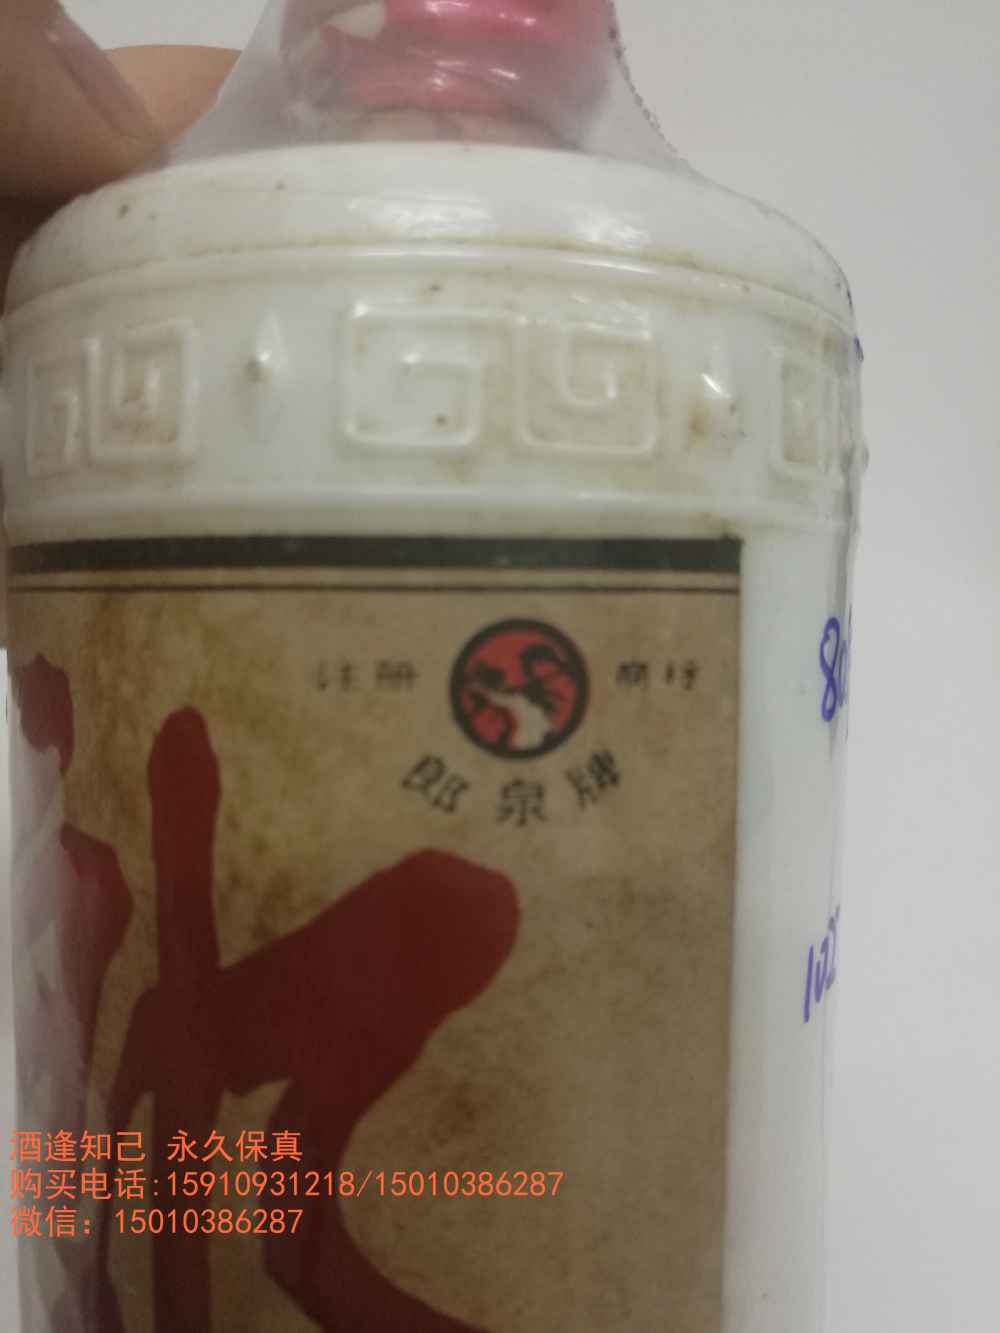 注册 商标
郎泉牌
酒逢知己 永久保真
购买电话:15910931218/15010386287
微信：15010386287